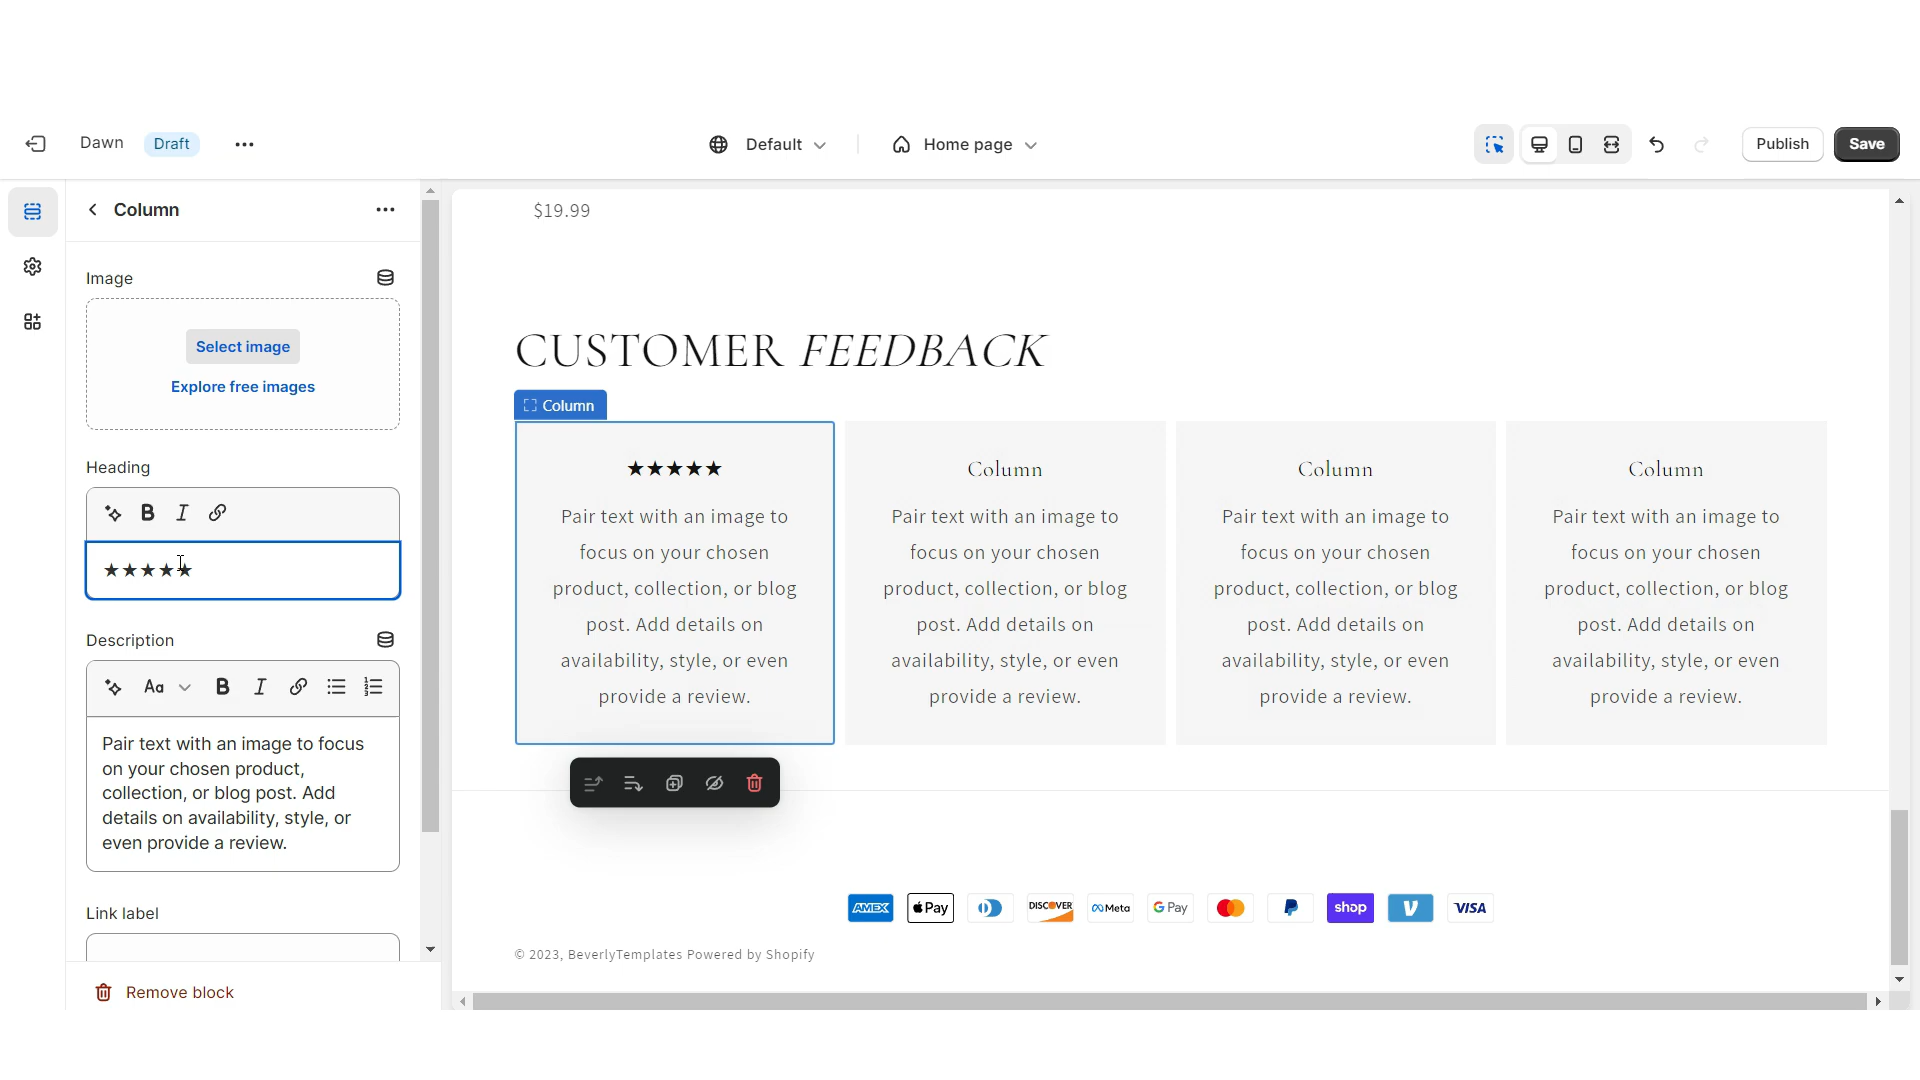 Dawn Draft
Default Home page
Publish Save
Column
Image
Select image
Explore free images
Heading
★★★★★
Description
Aa
Pair text with an image to focus
on your chosen product,
collection, or blog post. Add
details on availability, style, or
even provide a review.
Link label
Remove block
$19.99
CUSTOMER FEEDBACK
Column
★★★★★
Pair text with an image to
focus on your chosen
product, collection, or blog
post. Add details on
availability, style, or even
provide a review.
Column
Pair text with an image to
focus on your chosen
product, collection, or blog
post. Add details on
availability, style, or even
provide a review.
Column
Pair text with an image to
focus on your chosen
product, collection, or blog
post. Add details on
availability, style, or even
provide a review.
Column
Pair text with an image to
focus on your chosen
product, collection, or blog
post. Add details on
availability, style, or even
provide a review.
AMEX Pay DISCOVER Meta G Pay shop VISA
© 2023, BeverlyTemplates Powered by Shopify